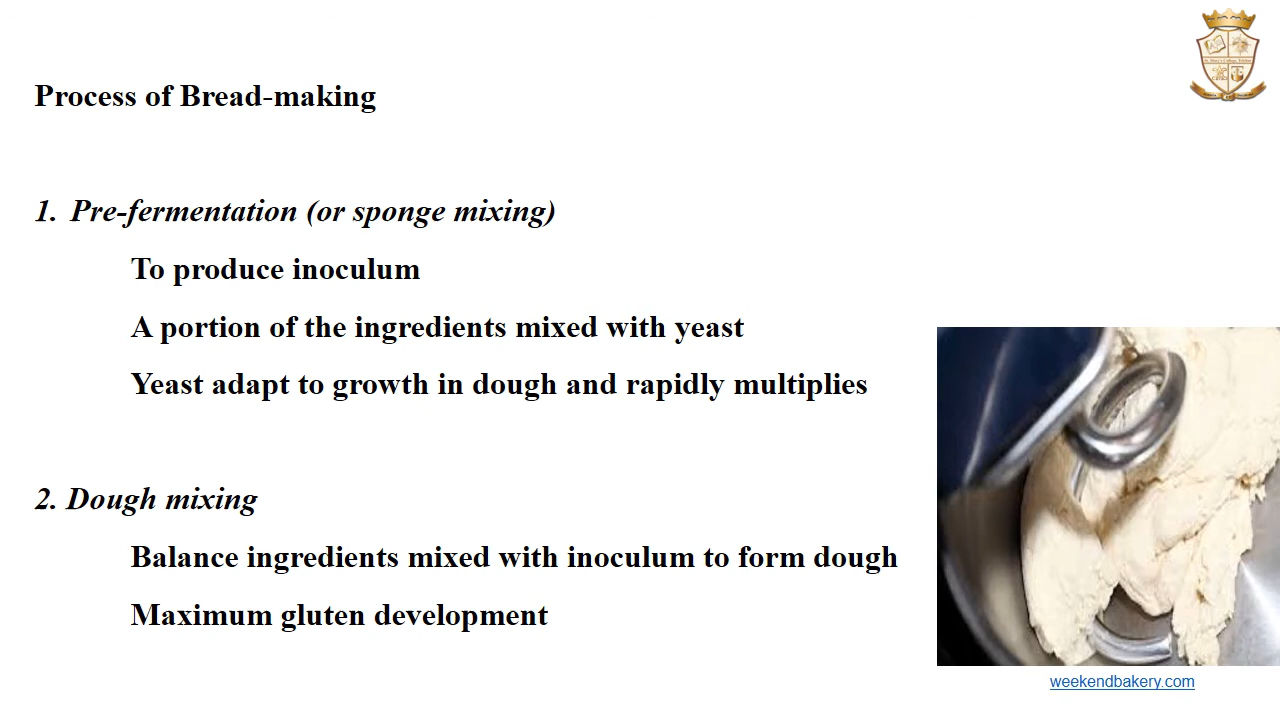 Process of Bread-making
1. Pre-fermentation (or sponge mixing)
To produce inoculum
A portion of the ingredients mixed with yeast
Yeast adapt to growth in dough and rapidly multiplies
2. Dough mixing
Balance ingredients mixed with inoculum to form dough
Maximum gluten development
weekendbakery.com